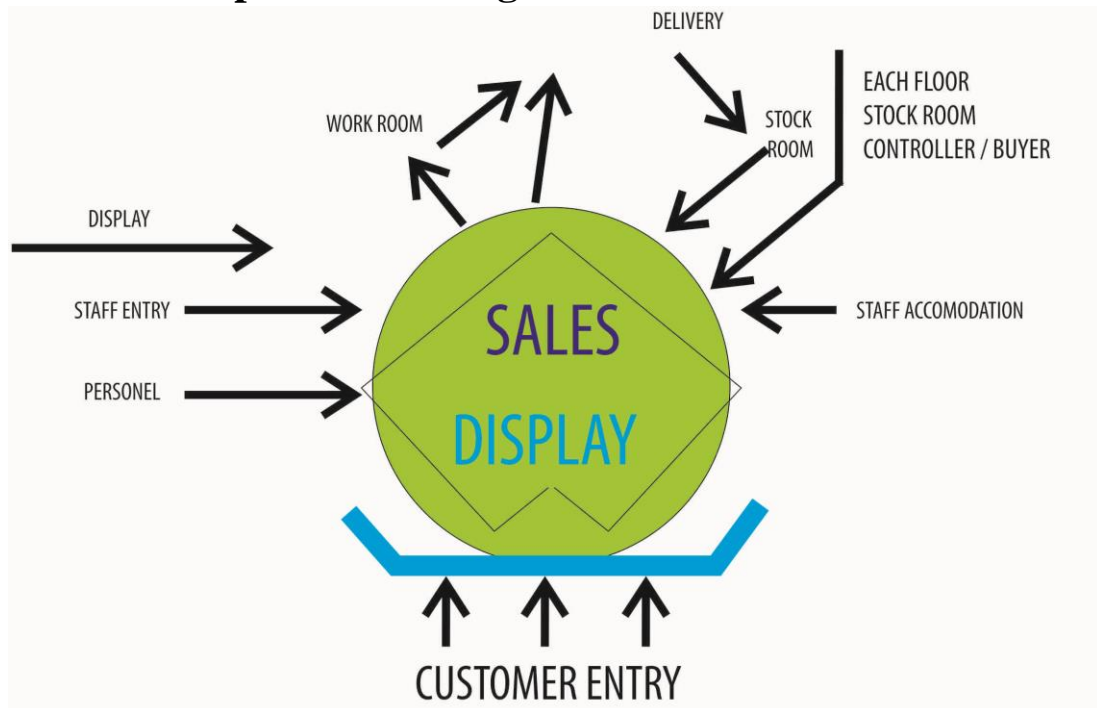 DELIVERY
EACH FLOOR
STOCK ROOM
CONTROLLER / BUYER
WORK ROOM
STOCK
ROOM
DISPLAY
STAFF ENTRY
SALES
STAFF ACCOMODATION
PERSONEL
DISPLAY
CUSTOMER ENTRY